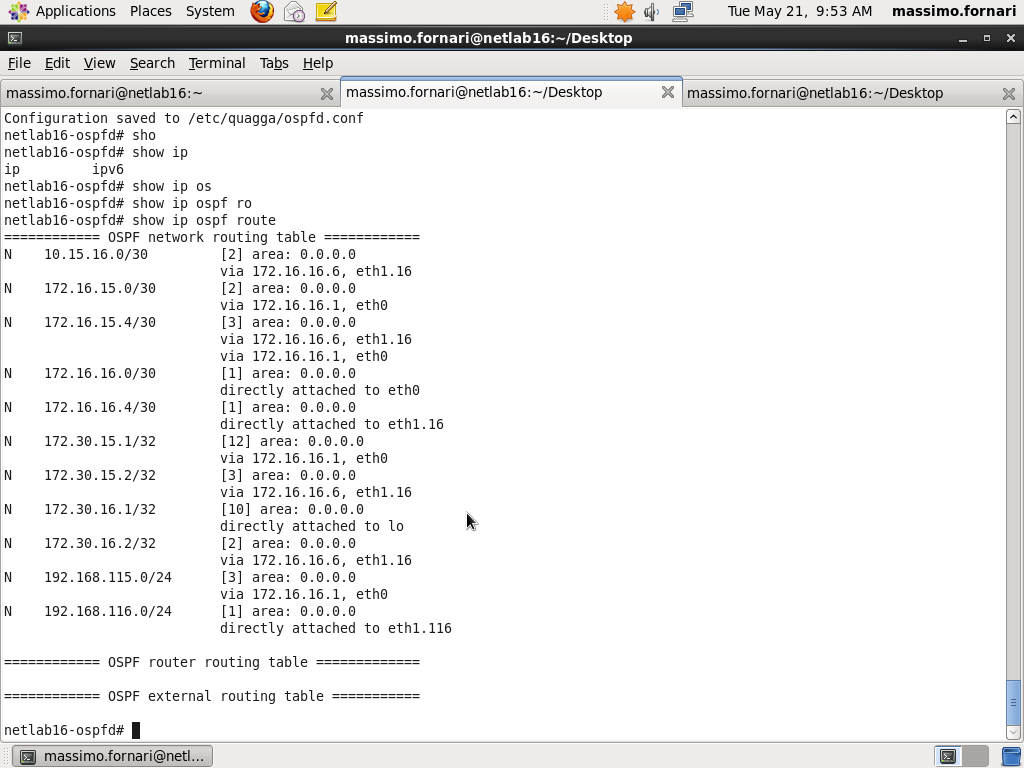 Applications Places System Tue May 21, 9:53 AM massimo.fornari
massimo.fornari@netlab16:~/Desktop
File Edit View Search Terminal Tabs Help
massimo.fornari@netlab16:~ massimo.fornari@netlab16:~/Desktop massimo.fornari@netlab16:~/Desktop
Configuration saved to /etc/quagga/ospfd.conf
netlab16-ospfd# sho
netlab16-ospfd# show ip
ip         ipv6
netlab16-ospfd# show ip os
netlab16-ospfd# show ip ospf ro
netlab16-ospfd# show ip ospf route
============ OSPF network routing table ============
N    10.15.16.0/30         [2] area: 0.0.0.0
                           via 172.16.16.6, eth1.16
N    172.16.15.0/30        [2] area: 0.0.0.0
                           via 172.16.16.1, eth0
N    172.16.15.4/30        [3] area: 0.0.0.0
                           via 172.16.16.6, eth1.16
                           via 172.16.16.1, eth0
N    172.16.16.0/30        [1] area: 0.0.0.0
                           directly attached to eth0
N    172.16.16.4/30        [1] area: 0.0.0.0
                           directly attached to eth1.16
N    172.30.15.1/32        [12] area: 0.0.0.0
                           via 172.16.16.1, eth0
N    172.30.15.2/32        [3] area: 0.0.0.0
                           via 172.16.16.6, eth1.16
N    172.30.16.1/32        [10] area: 0.0.0.0
                           directly attached to lo
N    172.30.16.2/32        [2] area: 0.0.0.0
                           via 172.16.16.6, eth1.16
N    192.168.115.0/24      [3] area: 0.0.0.0
                           via 172.16.16.1, eth0
N    192.168.116.0/24      [1] area: 0.0.0.0
                           directly attached to eth1.116
============ OSPF router routing table =============
============ OSPF external routing table ===========
netlab16-ospfd#
massimo.fornari@netl...